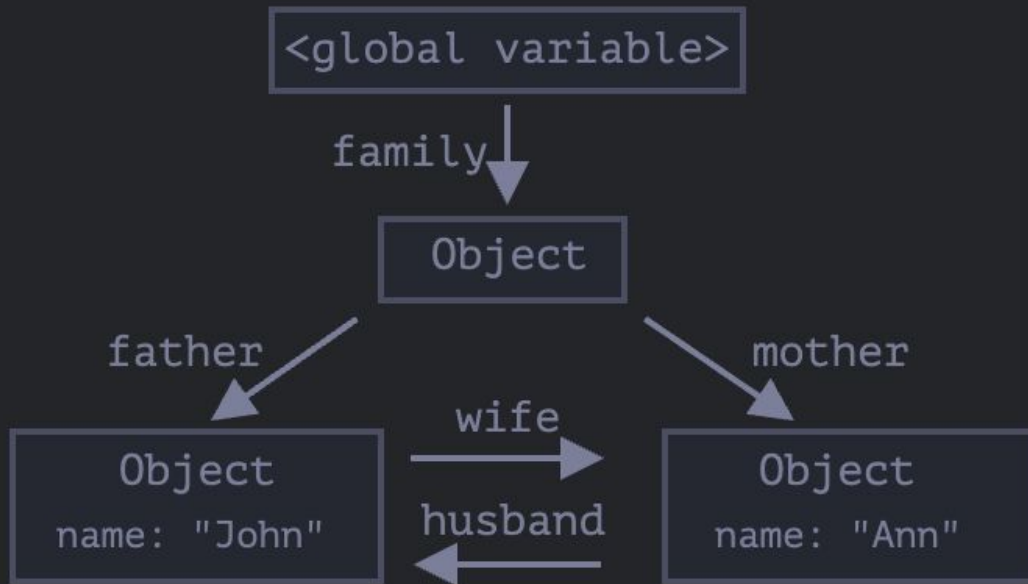 <global variable>
family
Object
father
mother
wife
Object
Object
name: "John"
husband
name: "Ann"